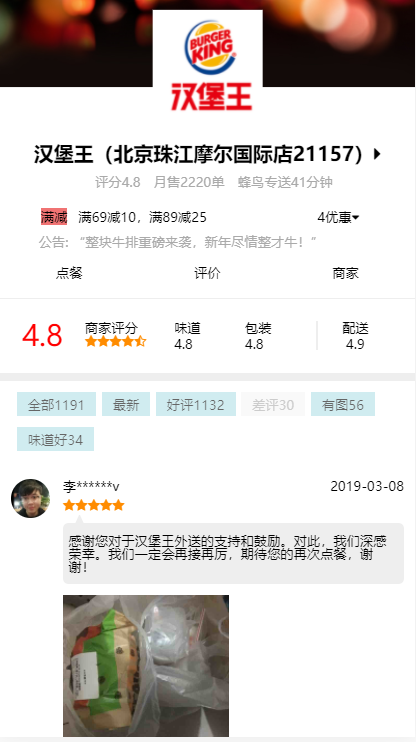 BURGER
KING
汉堡王
汉堡王（北京珠江摩尔国际店21157）
评分4.8 月售2220单 蜂鸟专送41分钟
满减 满69减10，满89减25 4优惠
公告:“整块牛排重磅来袭，新年尽情整才牛！”
点餐 评价 商家
4.8 商家评分 味道 包装 配送
4.8 4.8 4.9
全部1191 最新 好评1132 差评30 有图56
味道好34
李******v 2019-03-08
感谢您对于汉堡王外送的支持和鼓励。对此，我们深感
荣幸。我们一定会再接再厉，期待您的再次点餐，谢
谢！